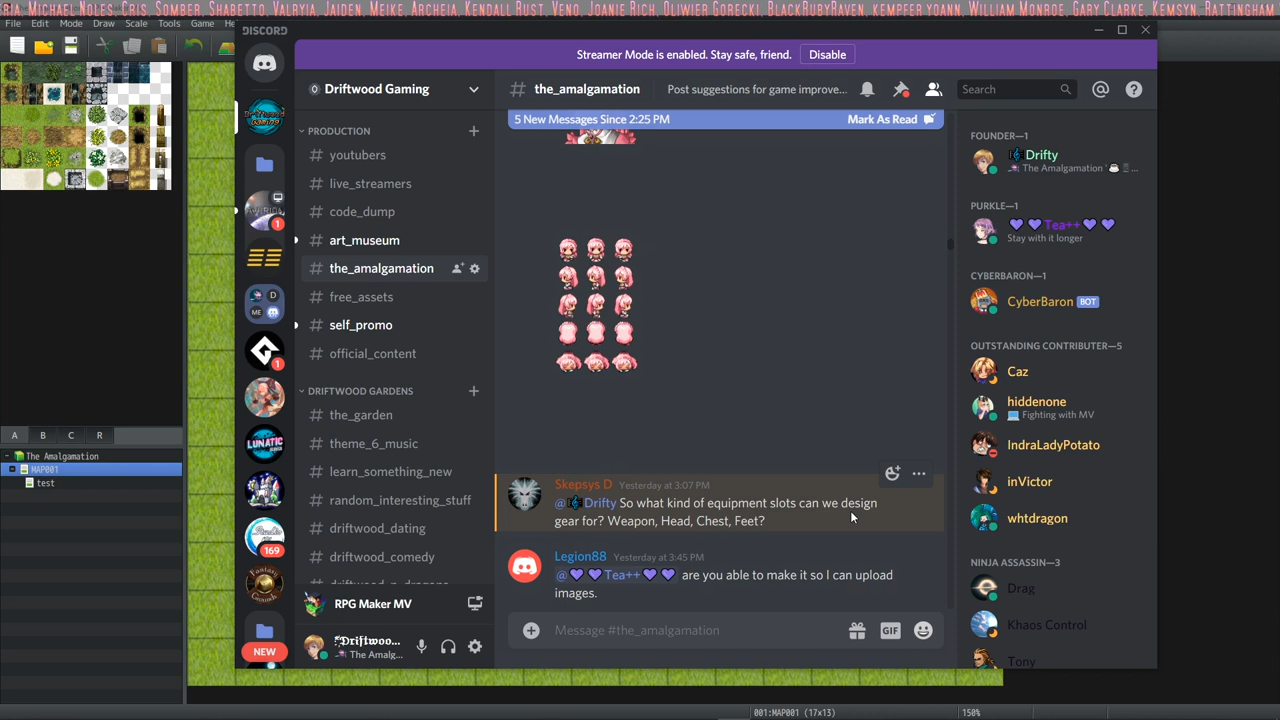 RIA, MICHAEL NOLES, CRIS, SOMBER, SHABETTO, VALRYIA, JAIDEN, MEIKE, ARCHEIA, KENDALL RUST, VENO, JOANIE RICH, OLIWIER GORECKI, BLACKRUBYRAVEN, KEMPFER YOANN, WILLIAM MONROE, GARY CLARKE, KEMSYN, RATTINGHAM
File Edit Mode Draw Scale Tools Game He
DISCORD
Streamer Mode is enabled. Stay safe, friend. Disable
Driftwood Gaming
# the_amalgamation Post suggestions for game improve... Search
5 New Messages Since 2:25 PM Mark As Read
PRODUCTION
# youtubers
# live_streamers
# code_dump
# art_museum
# the_amalgamation
# free_assets
# self_promo
# official_content
DRIFTWOOD GARDENS
# the_garden
# theme_6_music
# learn_something_new
# random_interesting_stuff
# driftwood_dating
# driftwood_comedy
1
D
ME
1
LUNATIC
169
NEW
RPG Maker MV
Driftwoo...
The Amalg...
Skepsys D Yesterday at 3:07 PM
@Drifty So what kind of equipment slots can we design
gear for? Weapon, Head, Chest, Feet?
Legion88 Yesterday at 3:45 PM
@💜💜Tea++💜💜 are you able to make it so I can upload
images.
Message #the_amalgamation
GIF
FOUNDER—1
Drifty
The Amalgamation
PURKLE—1
💜💜Tea++💜💜
Stay with it longer
CYBERBARON—1
CyberBaron BOT
OUTSTANDING CONTRIBUTER—5
Caz
hiddenone
Fighting with MV
IndraLadyPotato
inVictor
whtdragon
NINJA ASSASSIN—3
Drag
Khaos Control
Tony
A B C R
The Amalgamation
MAP001
test
001:MAP001 (17x13) 150%